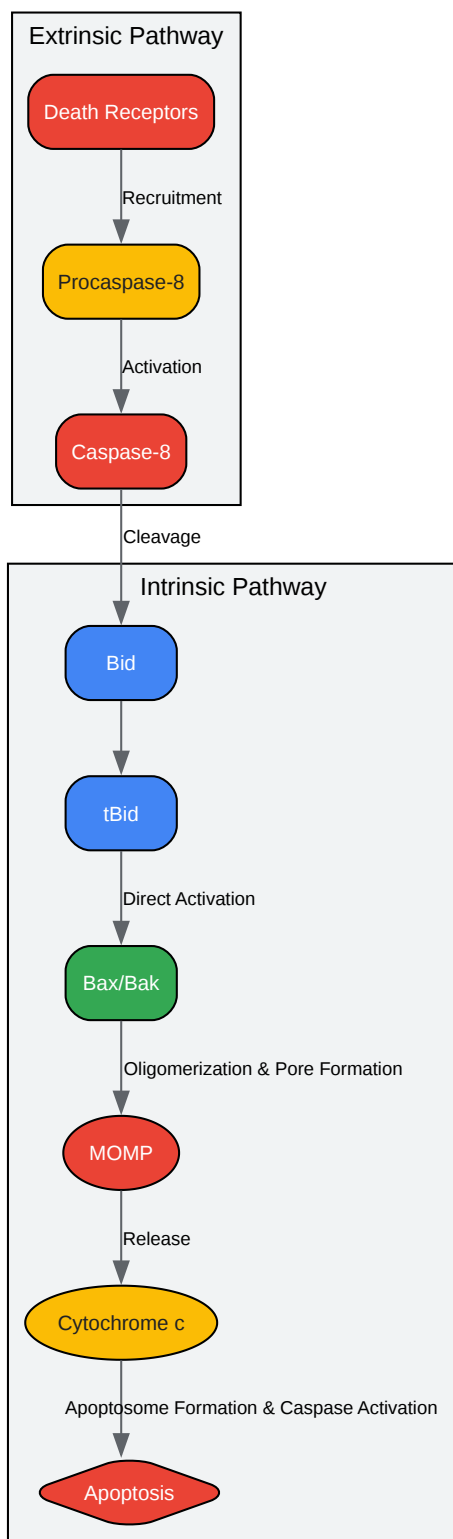 Extrinsic Pathway
Death Receptors
Recruitment
Procaspase-8
Activation
Caspase-8
Cleavage
Intrinsic Pathway
Bid
tBid
Direct Activation
Bax/Bak
Oligomerization & Pore Formation
MOMP
Release
Cytochrome c
Apoptosome Formation & Caspase Activation
Apoptosis